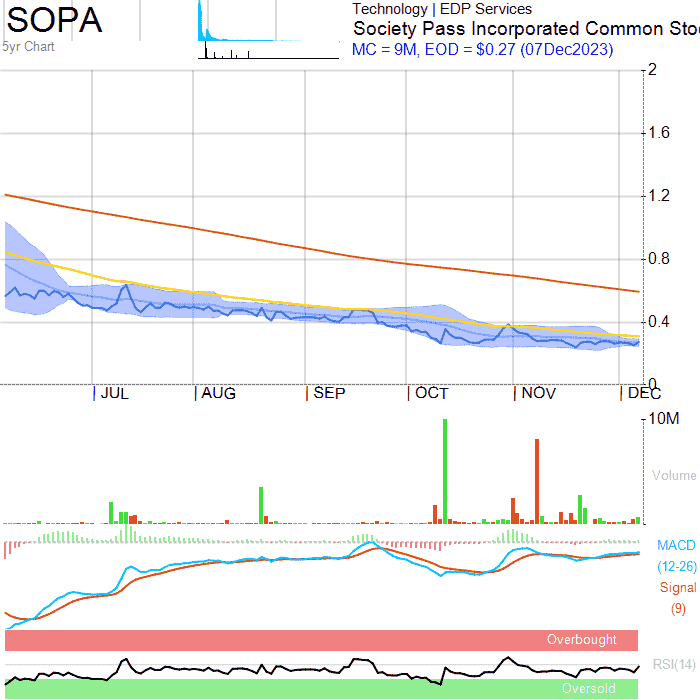 SOPA
5yr Chart
Technology | EDP Services
Society Pass Incorporated Common Sto
MC = 9M, EOD = $0.27 (07Dec2023)
2
1.6
1.2
0.8
0.4
0
JUL AUG SEP OCT NOV DEC
10M
Volume
MACD
(12-26)
Signal
(9)
Overbought
RSI(14)
Oversold